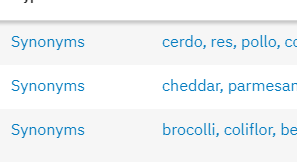 Synonyms cerdo, res, pollo,
Synonyms cheddar, parmesan
Synonyms brocolli, coliflor,